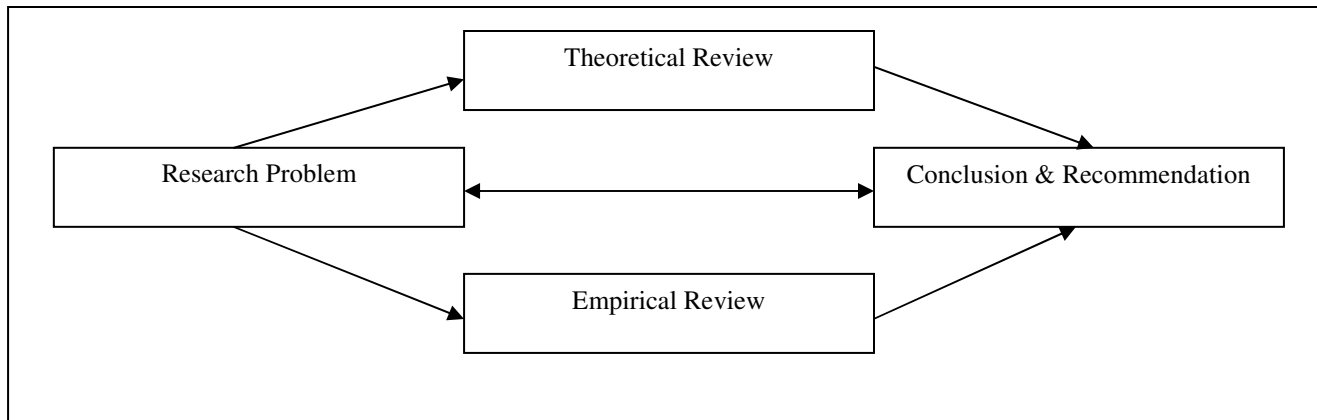 Theoretical Review
Research Problem
Conclusion & Recommendation
Empirical Review